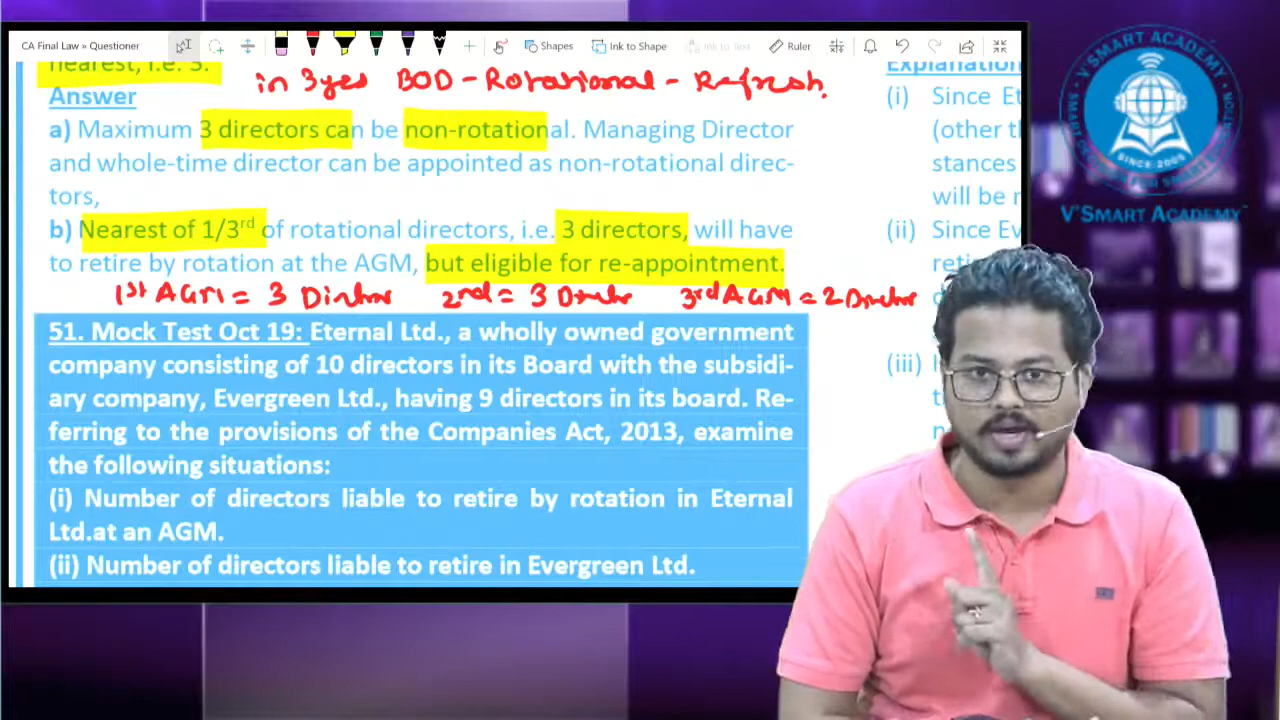 CA Final Law » Questioner
Shapes
Ink to Shape
Ink to Text
Ruler
nearest, i.e. 3.
in 3yrs BOD - Rotational - Refresh.
Answer
a) Maximum 3 directors can be non-rotational. Managing Director
and whole-time director can be appointed as non-rotational direc-
tors,
b) Nearest of 1/3rd of rotational directors, i.e. 3 directors, will have
to retire by rotation at the AGM, but eligible for re-appointment.
1st AGM = 3 Director 2nd = 3 Director 3rd AGM = 2 Director
51. Mock Test Oct 19: Eternal Ltd., a wholly owned government
company consisting of 10 directors in its Board with the subsidi-
ary company, Evergreen Ltd., having 9 directors in its board. Re-
ferring to the provisions of the Companies Act, 2013, examine
the following situations:
(i) Number of directors liable to retire by rotation in Eternal
Ltd.at an AGM.
(ii) Number of directors liable to retire in Evergreen Ltd.
Explanation
(i) Since Et
(other th
stances
will be r
(ii) Since Ev
reti
(iii)
V'SMART ACADEMY
SINCE-2005
V'SMART ACADEMY